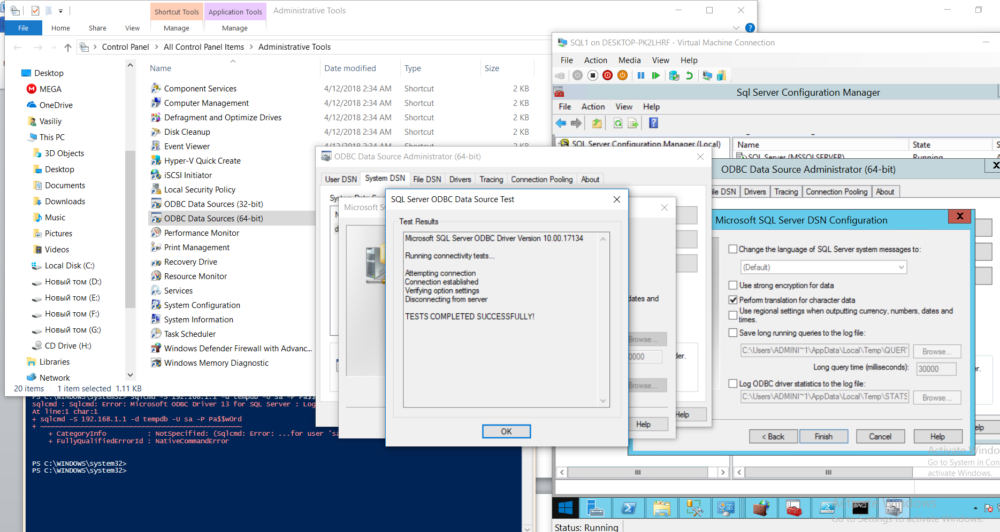 Shortcut Tools
Application Tools
Administrative Tools
File
Home
Share
View
Manage
Manage
Control Panel
All Control Panel Items
Administrative Tools
Desktop
MEGA
OneDrive
Vasiliy
This PC
3D Objects
Desktop
Documents
Downloads
Music
Pictures
Videos
Local Disk (C:)
Новый том (D:)
Новый том (E:)
Новый том (F:)
Новый том (G:)
CD Drive (H:)
Libraries
Network
Name Date modified Type Size
Component Services 4/12/2018 2:34 AM Shortcut 2 KB
Computer Management 4/12/2018 2:34 AM Shortcut 2 KB
Defragment and Optimize Drives 4/12/2018 2:34 AM Shortcut 2 KB
Disk Cleanup 4/12/2018 2:34 AM Shortcut 2 KB
Event Viewer 4/12/2018 2:34 AM Shortcut 2 KB
Hyper-V Quick Create
iSCSI Initiator
Local Security Policy
ODBC Data Sources (32-bit)
ODBC Data Sources (64-bit)
Performance Monitor
Print Management
Recovery Drive
Resource Monitor
Services
System Configuration
System Information
Task Scheduler
Windows Defender Firewall with Advanc...
Windows Memory Diagnostic
20 items 1 item selected 1.11 KB
PS C:\WINDOWS\system32> sqlcmd -S 192.168.1.1 -d tempdb -U sa -P Pa$$
sqlcmd : Sqlcmd: Error: Microsoft ODBC Driver 13 for SQL Server : Log
At line:1 char:1
+ sqlcmd -S 192.168.1.1 -d tempdb -U sa -P Pa$$w0rd
+ ~~~~~~~~~~~~~~~~~~~~~~~~~~~~~~~~~~~~~~~~~~~~~~~~~
+ CategoryInfo : NotSpecified: (Sqlcmd: Error: ...for user 'sa
+ FullyQualifiedErrorId : NativeCommandError
PS C:\WINDOWS\system32>
PS C:\WINDOWS\system32>
ODBC Data Source Administrator (64-bit)
User DSN
System DSN
File DSN
Drivers
Tracing
Connection Pooling
About
Microsoft S
SQL Server ODBC Data Source Test
Test Results
Microsoft SQL Server ODBC Driver Version 10.00.17134
Running connectivity tests...
Attempting connection
Connection established
Verifying option settings
Disconnecting from server
TESTS COMPLETED SUCCESSFULLY!
OK
dates and
Browse...
0000
Browse...
der.
Help
Help
SQL1 on DESKTOP-PK2LHRF - Virtual Machine Connection
File Action Media View Help
Sql Server Configuration Manager
File Action View Help
SQL Server Configuration Manager (Local)
Name State
SQL Server (MSSQLSERVER) Running
ODBC Data Source Administrator (64-bit)
ile DSN
Drivers
Tracing
Connection Pooling
About
Microsoft SQL Server DSN Configuration
X
Change the language of SQL Server system messages to:
(Default)
Use strong encryption for data
Perform translation for character data
Use regional settings when outputting currency, numbers, dates and
times.
Save long running queries to the log file:
C:\Users\ADMINI~1\AppData\Local\Temp\QUER
Browse...
Long query time (milliseconds):
30000
Log ODBC driver statistics to the log file:
C:\Users\ADMINI~1\AppData\Local\Temp\STATS
Browse...
< Back
Finish
Cancel
Help
er.
elp
Activate Windo
Go to System in Con
activate Windows.
Activate Windows
Go to Settings to activate Windows.
Status: Running